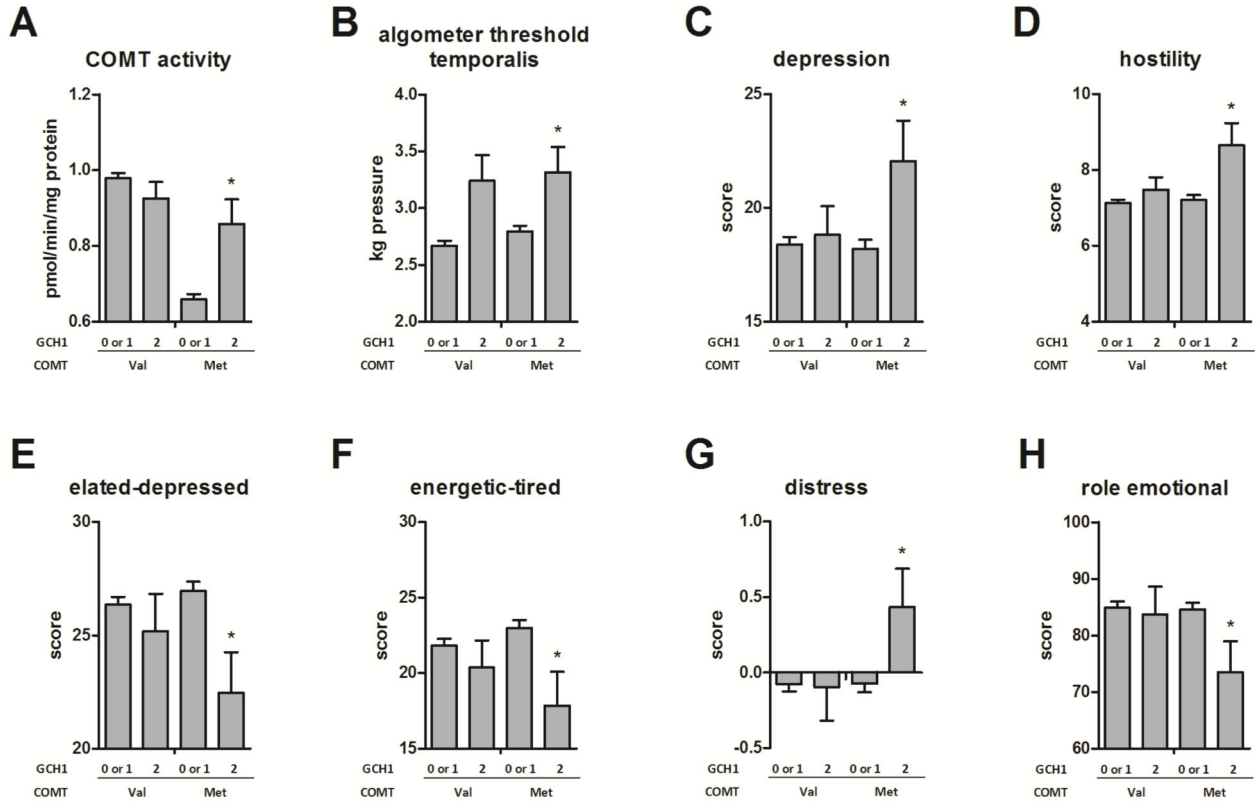 A
COMT activity
pmol/min/mg protein
1.2
1.0
0.8
0.6
*
GCH1 0 or 1 2 0 or 1 2
COMT Val Met
B
algometer threshold
temporalis
kg pressure
4.0
3.5
3.0
2.5
2.0
*
GCH1 0 or 1 2 0 or 1 2
COMT Val Met
C
depression
score
25
20
15
*
GCH1 0 or 1 2 0 or 1 2
COMT Val Met
D
hostility
score
10
8
6
4
*
GCH1 0 or 1 2 0 or 1 2
COMT Val Met
E
elated-depressed
score
30
25
20
*
GCH1 0 or 1 2 0 or 1 2
COMT Val Met
F
energetic-tired
score
30
25
20
15
*
GCH1 0 or 1 2 0 or 1 2
COMT Val Met
G
distress
score
1.0
0.5
0.0
-0.5
*
GCH1 0 or 1 2 0 or 1 2
COMT Val Met
H
role emotional
score
100
90
80
70
60
*
GCH1 0 or 1 2 0 or 1 2
COMT Val Met